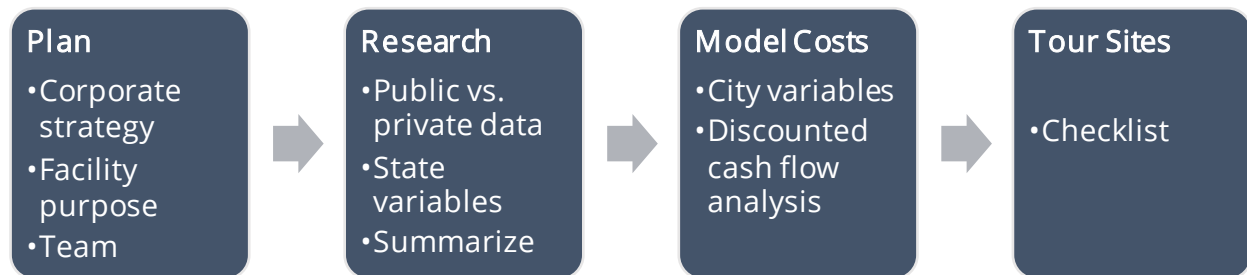 Plan
•Corporate
strategy
•Facility
purpose
•Team
Research
•Public vs.
private data
•State
variables
•Summarize
Model Costs
•City variables
•Discounted
cash flow
analysis
Tour Sites
•Checklist